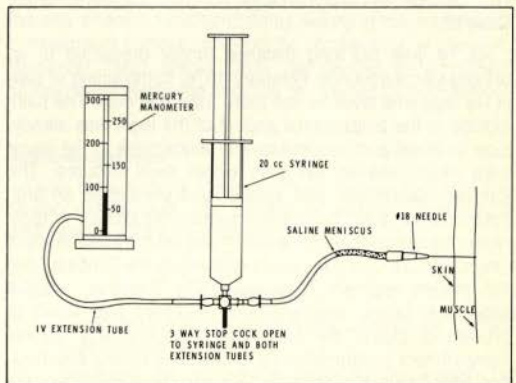 MERCURY
MANOMETER
300
250
200
150
100
50
0
20 cc SYRINGE
#18 NEEDLE
SALINE MENISCUS
SKIN
MUSCLE
IV EXTENSION TUBE
3 WAY STOP COCK OPEN
TO SYRINGE AND BOTH
EXTENSION TUBES